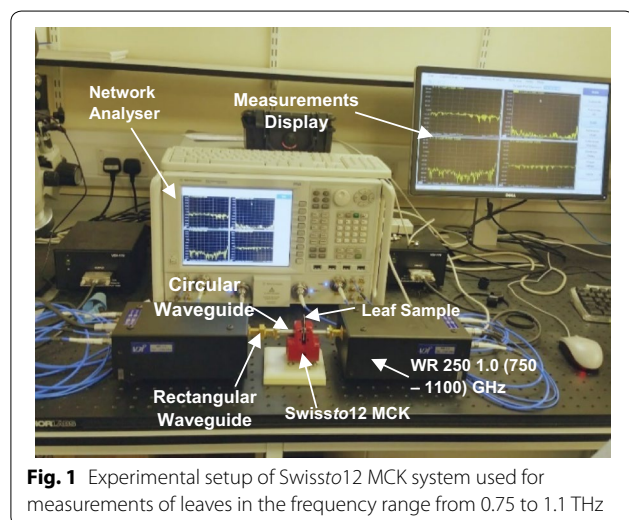 Network
Analyser
Measurements
Display
Circular
Waveguide
Leaf Sample
WR 250 1.0 (750
– 1100) GHz
Rectangular
Waveguide
Swissto12 MCK
DELL
Fig. 1 Experimental setup of Swissto12 MCK system used for
measurements of leaves in the frequency range from 0.75 to 1.1 THz